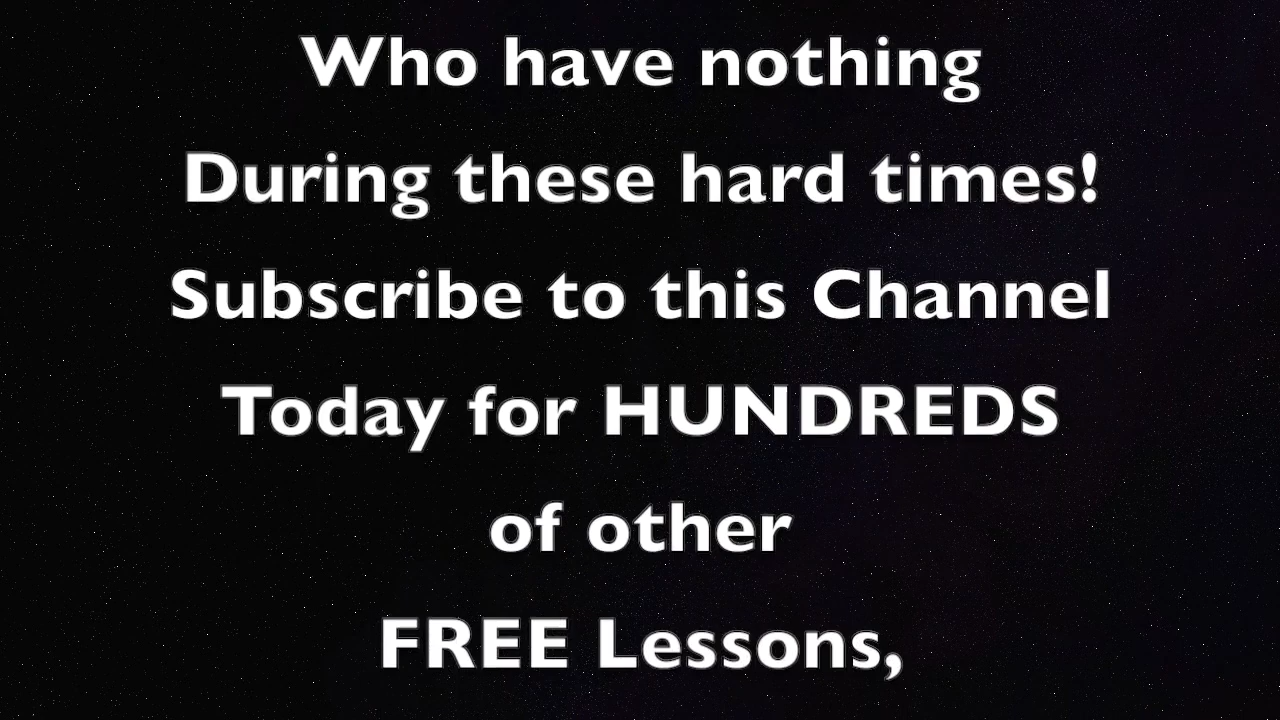 Who have nothing
During these hard times!
Subscribe to this Channel
Today for HUNDREDS
of other
FREE Lessons,